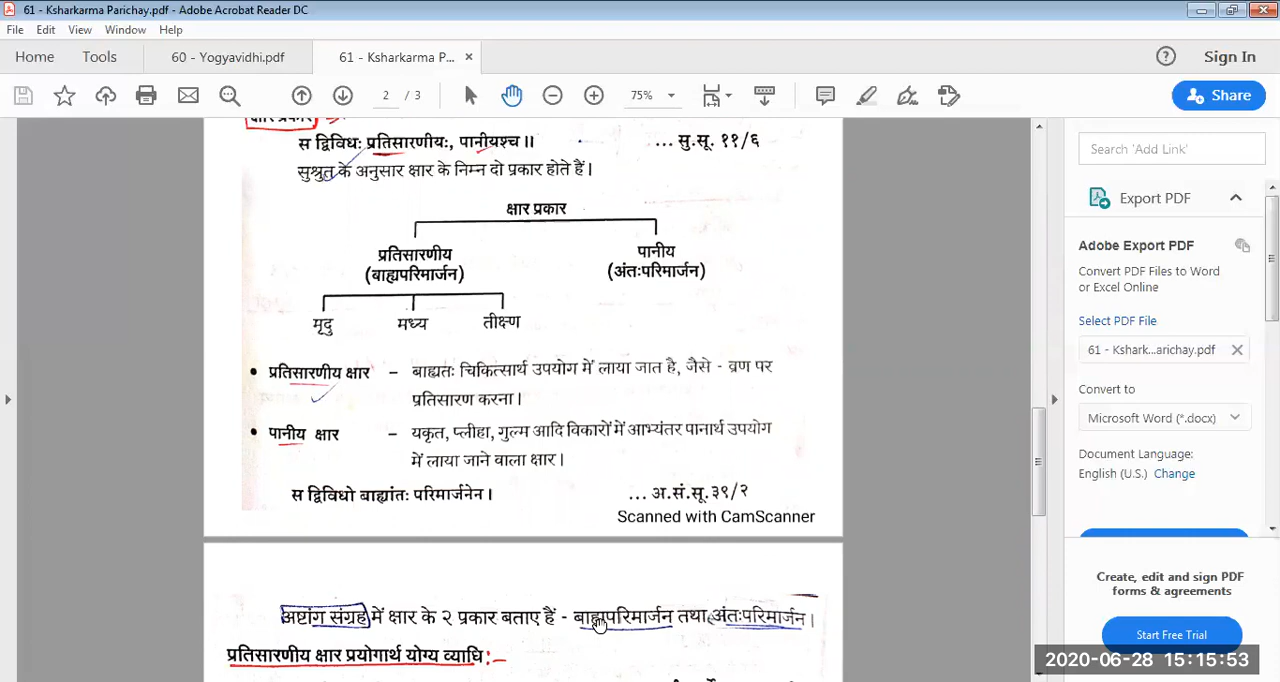 61 - Ksharkarma Parichay.pdf - Adobe Acrobat Reader DC
File Edit View Window Help
Home Tools 60 - Yogyavidhi.pdf 61 - Ksharkarma P... × Sign In
2 / 3 75% Share
क्षार प्रकार
स द्विविधः प्रतिसारणीयः, पानीयश्च॥ ... सु.सू. ११/६
सुश्रुत के अनुसार क्षार के निम्न दो प्रकार होते हैं।
क्षार प्रकार
प्रतिसारणीय पानीय
(बाह्यपरिमार्जन) (अंतःपरिमार्जन)
मृदु मध्य तीक्ष्ण
• प्रतिसारणीय क्षार – बाह्यतः चिकित्सार्थ उपयोग में लाया जात है, जैसे - व्रण पर
प्रतिसारण करना।
• पानीय क्षार – यकृत, प्लीहा, गुल्म आदि विकारों में आभ्यंतर पानार्थ उपयोग
में लाया जाने वाला क्षार।
स द्विविधो बाह्यांतः परिमार्जनेन। ... अ.सं.सू.३९/२
Scanned with CamScanner
अष्टांग संग्रह में क्षार के २ प्रकार बताए हैं - बाह्यपरिमार्जन तथा अंतःपरिमार्जन।
प्रतिसारणीय क्षार प्रयोगार्थ योग्य व्याधि :-
Search 'Add Link'
Export PDF
Adobe Export PDF
Convert PDF Files to Word
or Excel Online
Select PDF File
61 - Kshark...arichay.pdf
Convert to
Microsoft Word (*.docx)
Document Language:
English (U.S.) Change
Create, edit and sign PDF
forms & agreements
Start Free Trial
2020-06-28 15:15:53